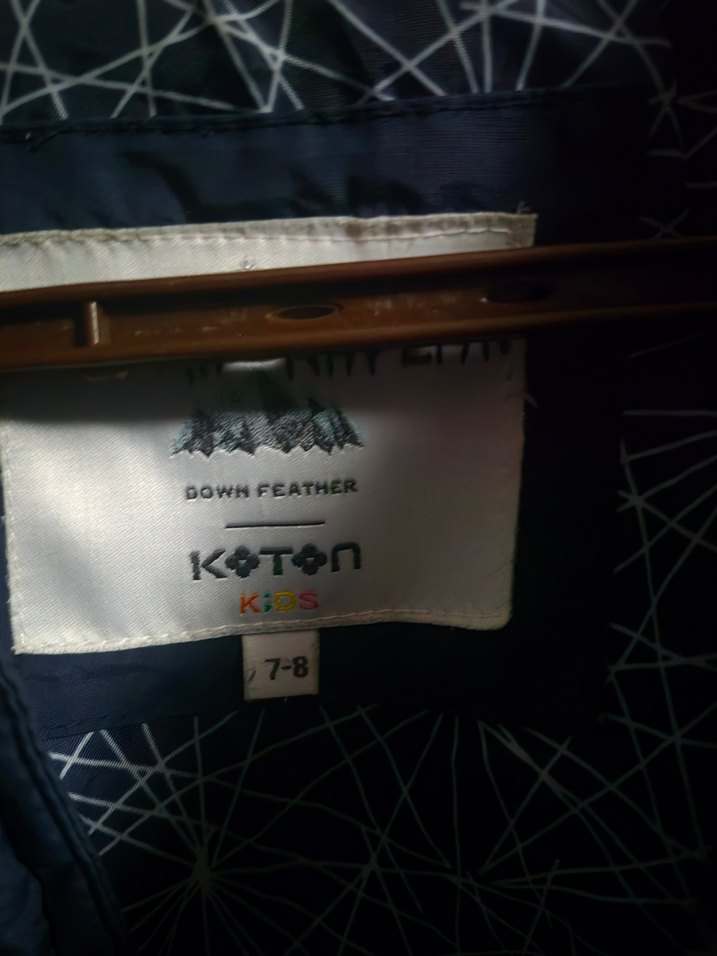 DOWN FEATHER
KOTON
KiDS
7-8